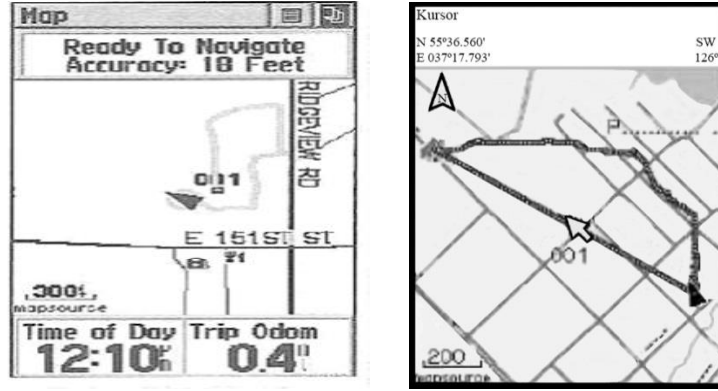 Map
Ready To Navigate
Accuracy: 18 Feet
RIDGEVIEW RD
001
E 151ST ST
300ft
mapsource
Time of Day
Trip Odom
12:10
0.4
Kursor
N 55º36.560'
SW
E 037º17.793'
126º
N
P
001
200
mapsource